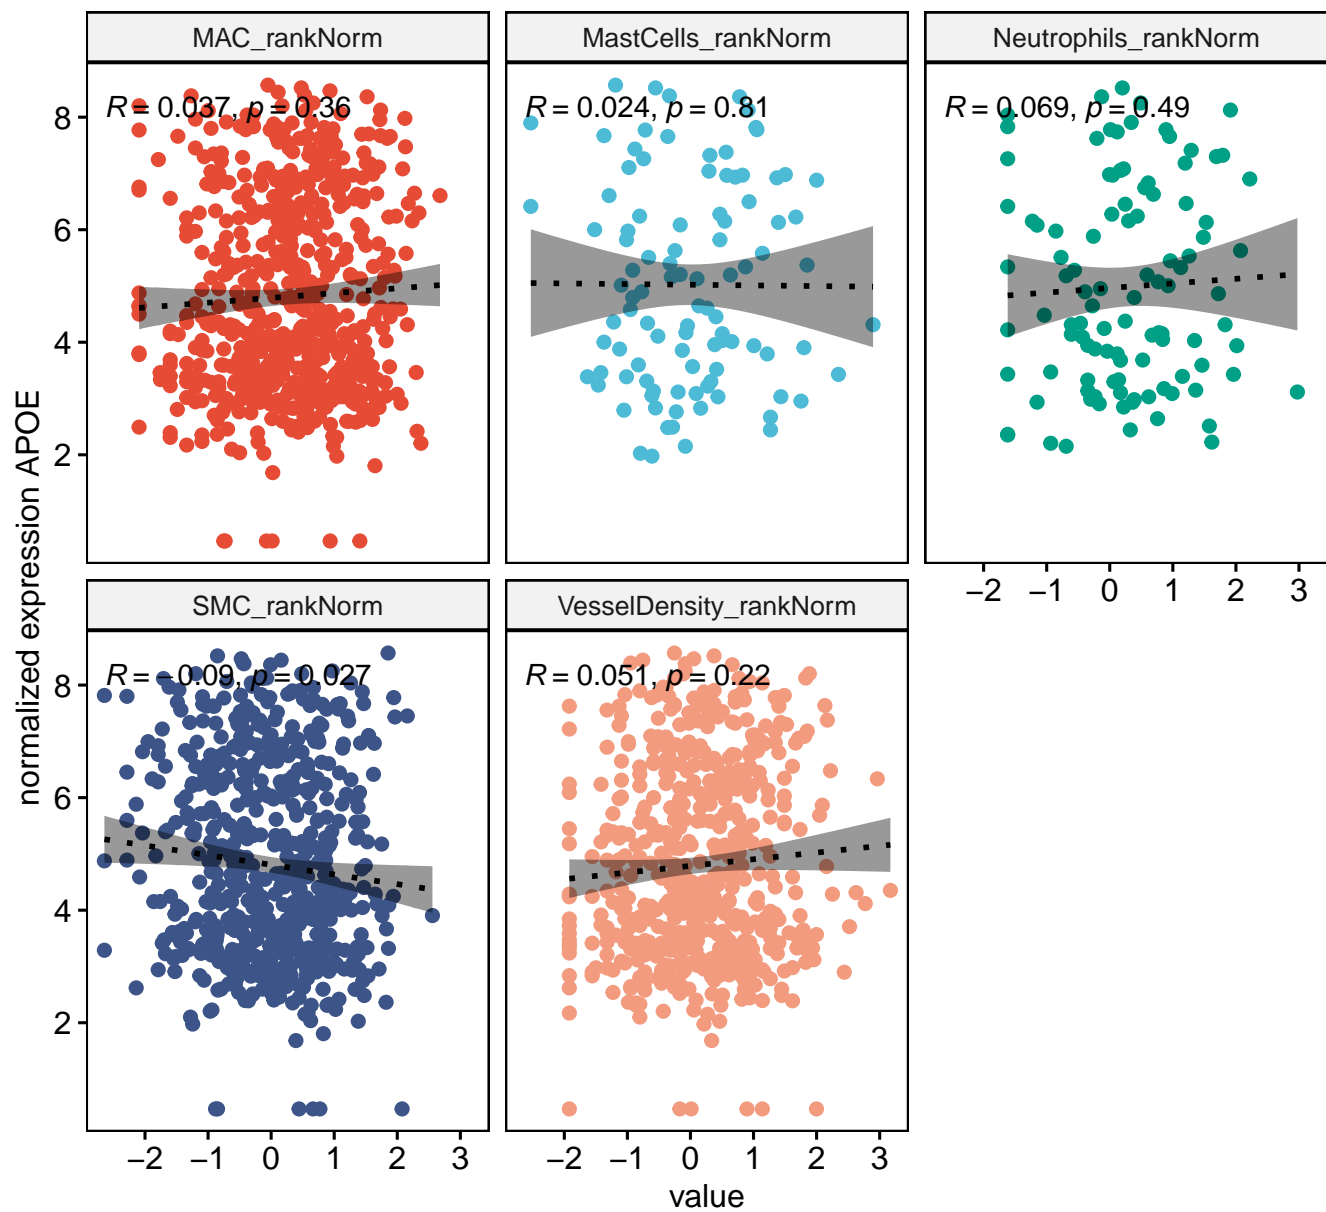 MAC_rankNorm
MastCells_rankNorm
Neutrophils_rankNorm
R = 0.037, p = 0.36
R = 0.024, p = 0.81
R = 0.069, p = 0.49
8
6
4
2
−2 −1 0 1 2 3
SMC_rankNorm
VesselDensity_rankNorm
R = −0.09, p = 0.027
R = 0.051, p = 0.22
8
6
4
2
−2 −1 0 1 2 3
−2 −1 0 1 2 3
value
normalized expression APOE